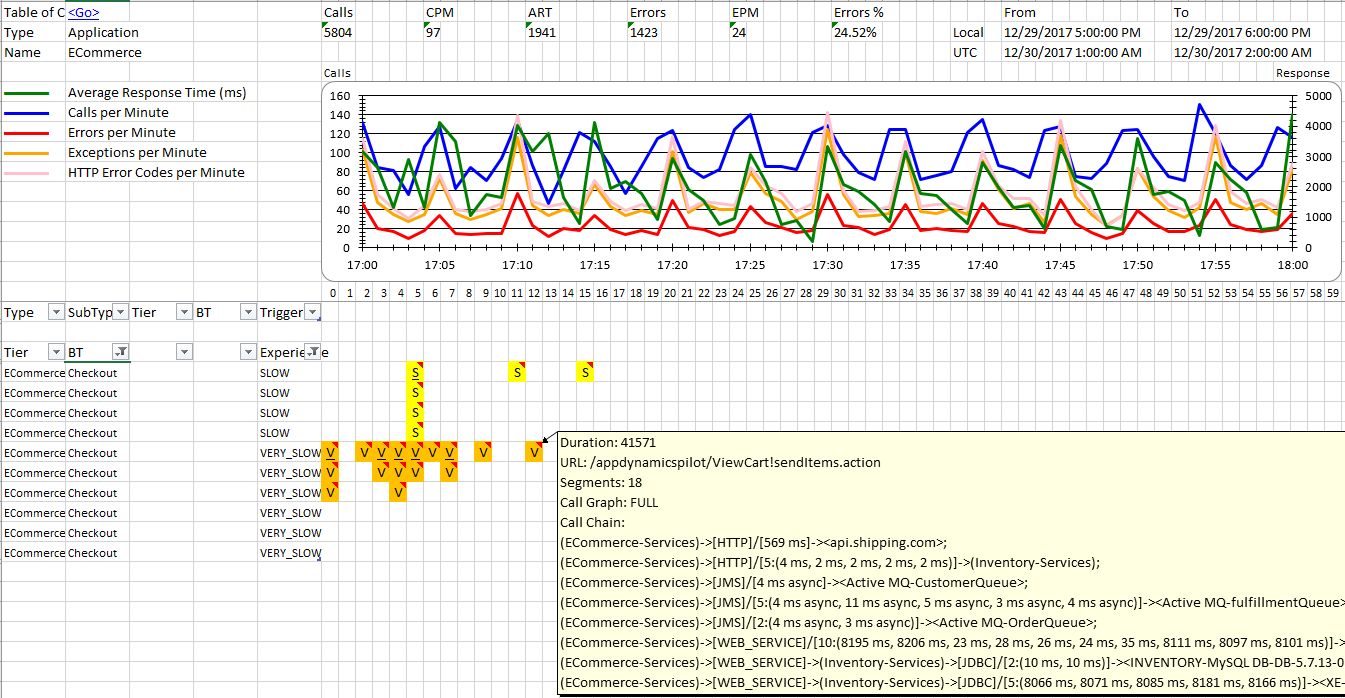 Table of C <Go> Calls CPM ART Errors EPM Errors % From To
Type Application 5804 97 1941 1423 24 24.52% Local 12/29/2017 5:00:00 PM 12/29/2017 6:00:00 PM
Name ECommerce UTC 12/30/2017 1:00:00 AM 12/30/2017 2:00:00 AM
Calls Response
Average Response Time (ms)
Calls per Minute
Errors per Minute
Exceptions per Minute
HTTP Error Codes per Minute
160 5000
140
120 4000
100 3000
80
60 2000
40 1000
20
0 0
17:00 17:05 17:10 17:15 17:20 17:25 17:30 17:35 17:40 17:45 17:50 17:55 18:00
0 1 2 3 4 5 6 7 8 9 10 11 12 13 14 15 16 17 18 19 20 21 22 23 24 25 26 27 28 29 30 31 32 33 34 35 36 37 38 39 40 41 42 43 44 45 46 47 48 49 50 51 52 53 54 55 56 57 58 59
Type SubTyp Tier BT Trigger
Tier BT Experie e
ECommerce Checkout SLOW S S S
ECommerce Checkout SLOW S
ECommerce Checkout SLOW S
ECommerce Checkout SLOW S
ECommerce Checkout VERY_SLOW V V V V V V V V V
ECommerce Checkout VERY_SLOW V V V V V
ECommerce Checkout VERY_SLOW V V
ECommerce Checkout VERY_SLOW
ECommerce Checkout VERY_SLOW
ECommerce Checkout VERY_SLOW
Duration: 41571
URL: /appdynamicspilot/ViewCart!sendItems.action
Segments: 18
Call Graph: FULL
Call Chain:
(ECommerce-Services)->[HTTP]/[569 ms]-><api.shipping.com>;
(ECommerce-Services)->[HTTP]/[5:(4 ms, 2 ms, 2 ms, 2 ms, 2 ms)]->(Inventory-Services);
(ECommerce-Services)->[JMS]/[4 ms async]-><Active MQ-CustomerQueue>;
(ECommerce-Services)->[JMS]/[5:(4 ms async, 11 ms async, 5 ms async, 3 ms async, 4 ms async)]-><Active MQ-fulfillmentQueue>
(ECommerce-Services)->[JMS]/[2:(4 ms async, 3 ms async)]-><Active MQ-OrderQueue>;
(ECommerce-Services)->[WEB_SERVICE]/[10:(8195 ms, 8206 ms, 23 ms, 28 ms, 26 ms, 24 ms, 35 ms, 8111 ms, 8097 ms, 8101 ms)]->
(ECommerce-Services)->[WEB_SERVICE]->(Inventory-Services)->[JDBC]/[2:(10 ms, 10 ms)]-><INVENTORY-MySQL DB-DB-5.7.13-0
(ECommerce-Services)->[WEB_SERVICE]->(Inventory-Services)->[JDBC]/[5:(8066 ms, 8071 ms, 8085 ms, 8181 ms, 8166 ms)]-><XE-